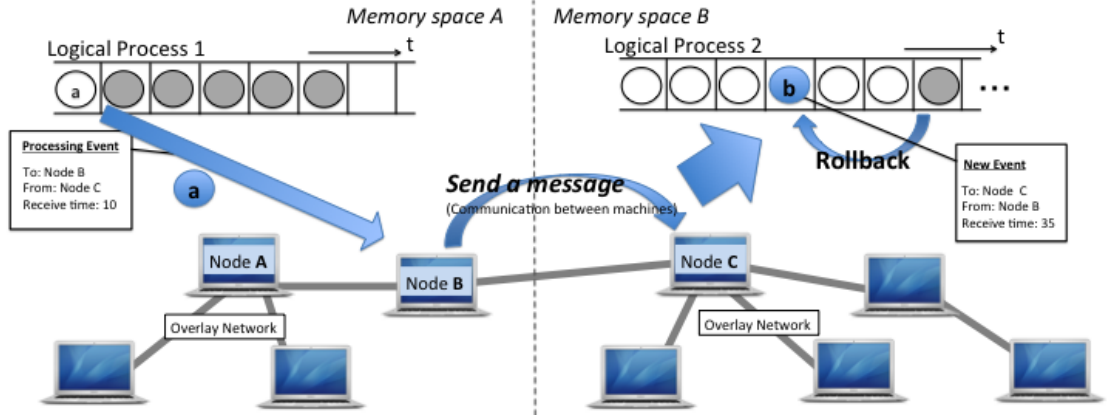 Memory space A
Memory space B
Logical Process 1
t
Logical Process 2
t
a
b
...
Processing Event
To: Node B
From: Node C
Receive time: 10
a
Rollback
New Event
To: Node C
From: Node B
Receive time: 35
Send a message
(Communication between machines)
Node A
Node B
Node C
Overlay Network
Overlay Network